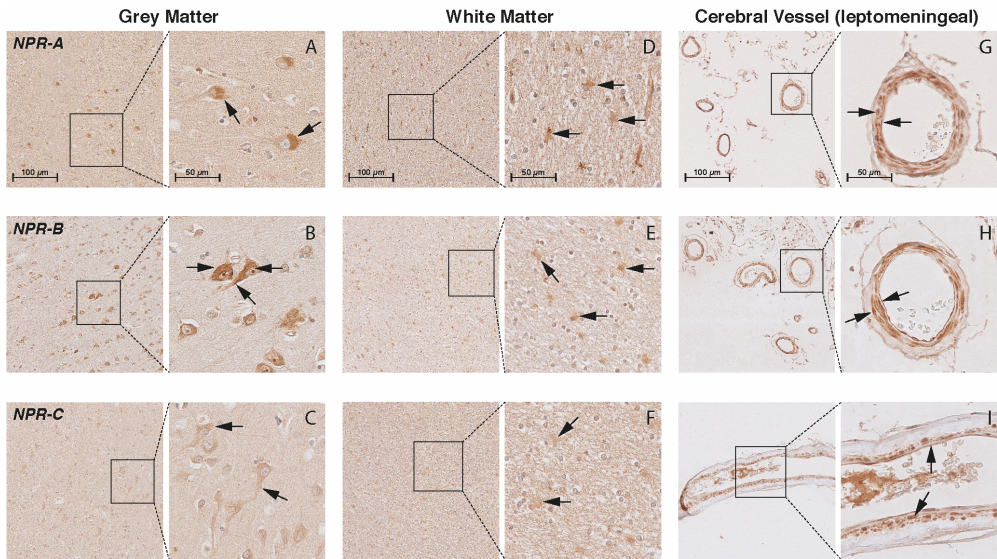 Grey Matter
White Matter
Cerebral Vessel (leptomeningeal)
NPR-A
A
D
G
100 µm
50 µm
100 µm
50 µm
100 µm
50 µm
NPR-B
B
E
H
NPR-C
C
F
I